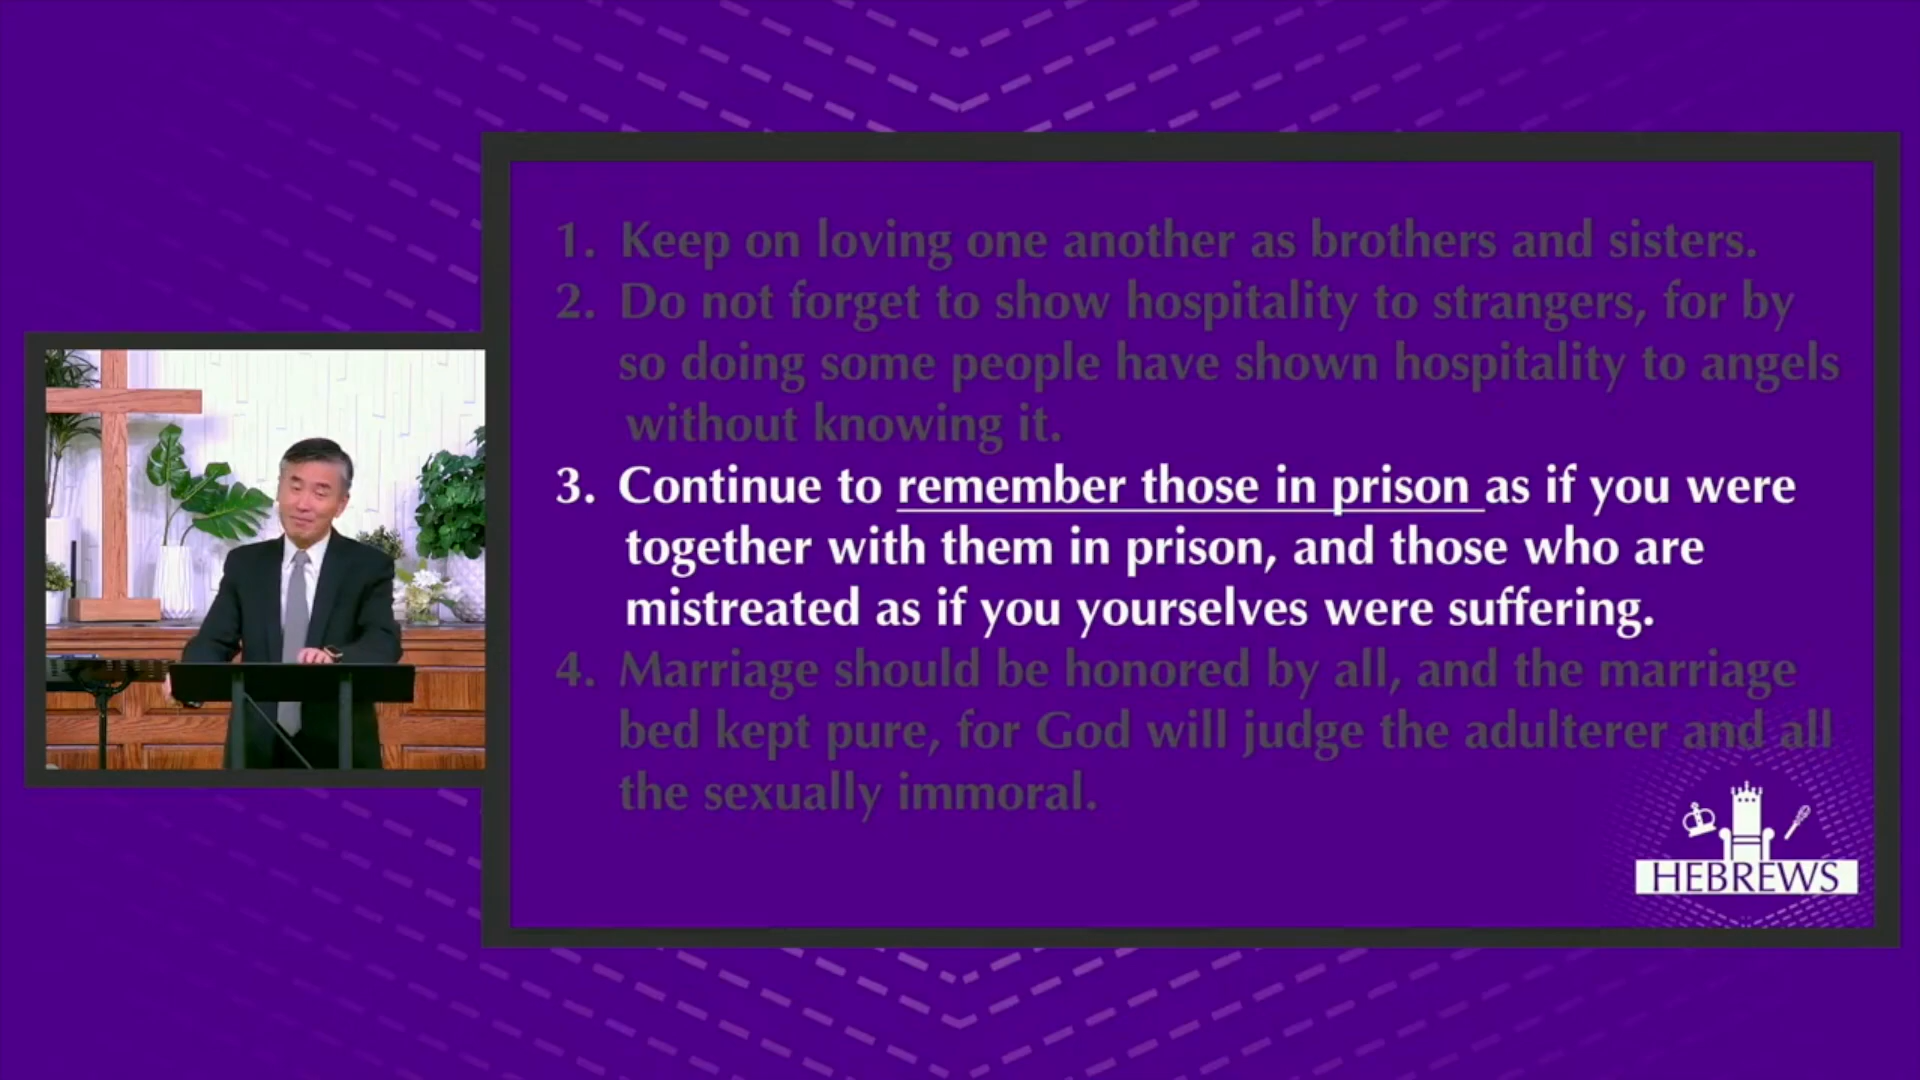 1. Keep on loving one another as brothers and sisters.
2. Do not forget to show hospitality to strangers, for by
so doing some people have shown hospitality to angels
without knowing it.
3. Continue to remember those in prison as if you were
together with them in prison, and those who are
mistreated as if you yourselves were suffering.
4. Marriage should be honored by all, and the marriage
bed kept pure, for God will judge the adulterer and all
the sexually immoral.
HEBREWS